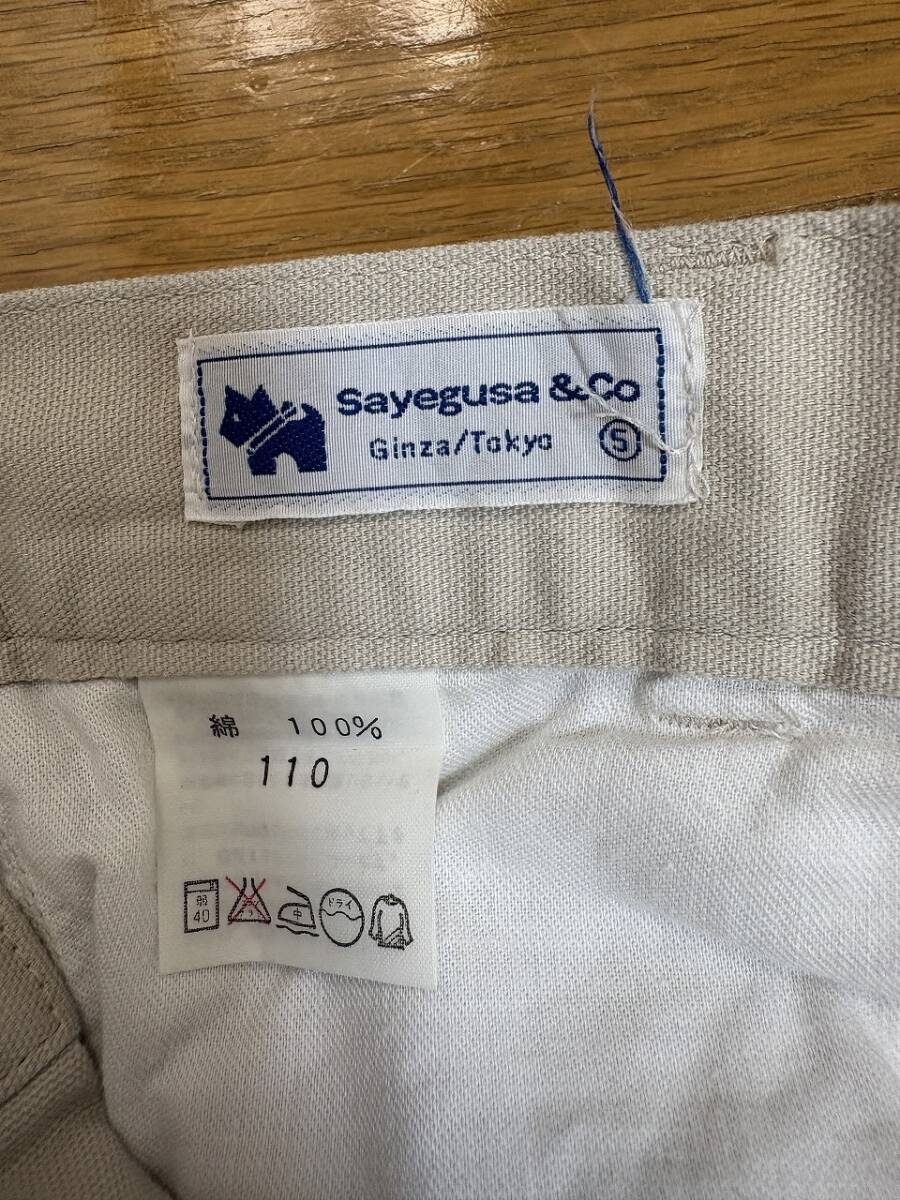 Sayegusa &Co
Ginza/Tokyo Ⓢ
綿 100%
110
弱 中 ドライ
40